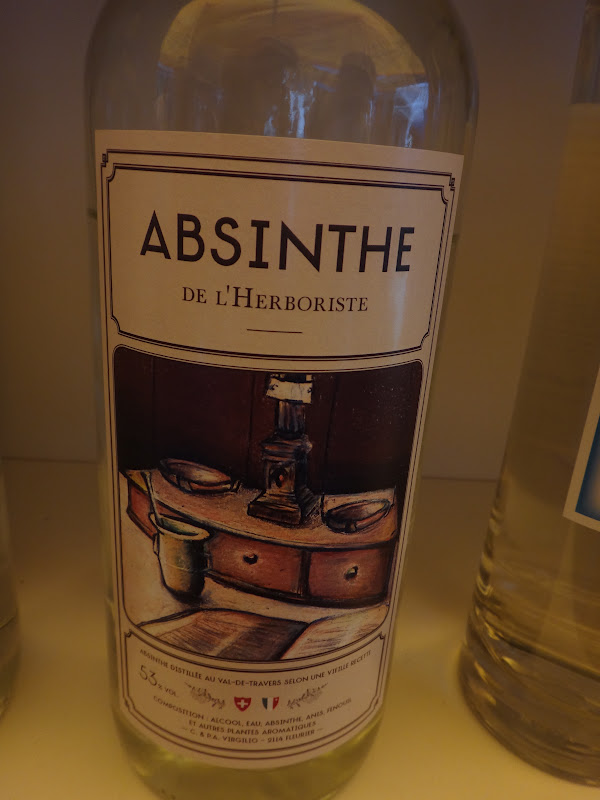 ABSINTHE
DE L'HERBORISTE
ABSINTHE DISTILLÉE AU VAL-DE-TRAVERS SELON UNE VIEILLE RECETTE
53% VOL.
COMPOSITION : ALCOOL, EAU, ABSINTHE, ANIS, FENOUIL
ET AUTRES PLANTES AROMATIQUES
— C. & P.A. VIRGILIO – 2114 FLEURIER —